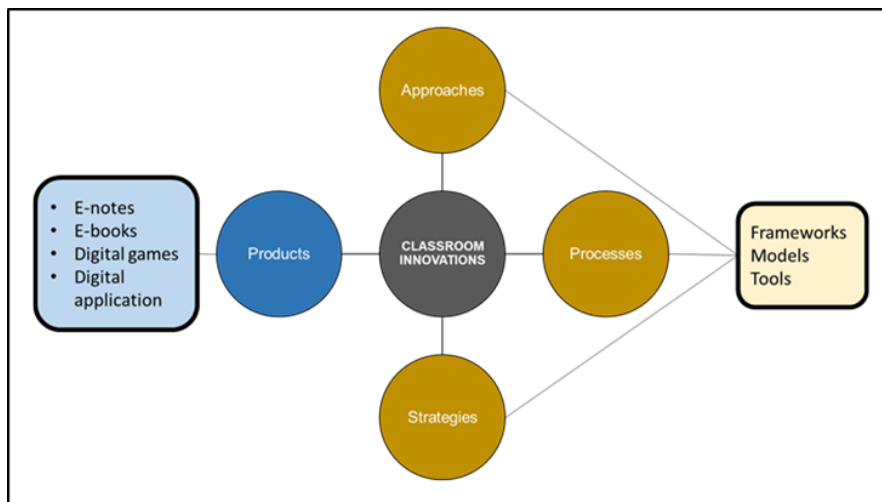 Approaches
• E-notes
• E-books
• Digital games
• Digital
application
Products
CLASSROOM
INNOVATIONS
Processes
Frameworks
Models
Tools
Strategies